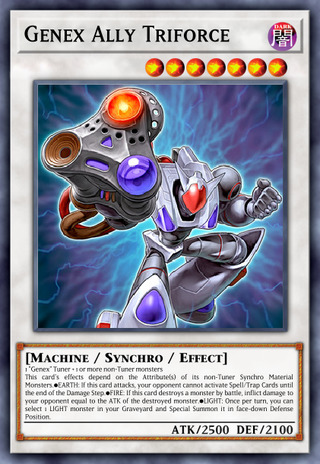 Genex Ally Triforce
DARK
闇
[Machine / Synchro / Effect]
1 "Genex" Tuner + 1 or more non-Tuner monsters
This card's effects depend on the Attribute(s) of its non-Tuner Synchro Material
Monsters.●EARTH: If this card attacks, your opponent cannot activate Spell/Trap Cards until
the end of the Damage Step.●FIRE: If this card destroys a monster by battle, inflict damage to
your opponent equal to the ATK of the destroyed monster.●LIGHT: Once per turn, you can
select 1 LIGHT monster in your Graveyard and Special Summon it in face-down Defense
Position.
ATK/2500 DEF/2100